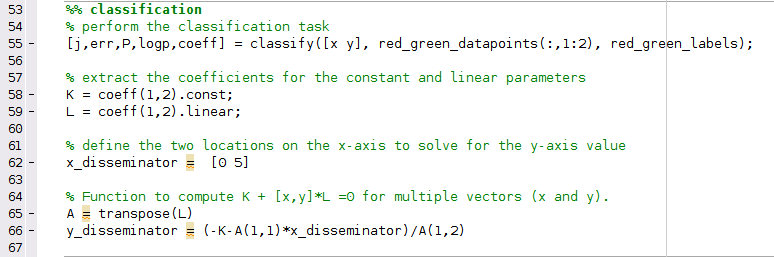 53 %% classification
54 % perform the classification task
55 - [j,err,P,logp,coeff] = classify([x y], red_green_datapoints(:,1:2), red_green_labels);
56
57 % extract the coefficients for the constant and linear parameters
58 - K = coeff(1,2).const;
59 - L = coeff(1,2).linear;
60
61 % define the two locations on the x-axis to solve for the y-axis value
62 - x_disseminator = [0 5]
63
64 % Function to compute K + [x,y]*L =0 for multiple vectors (x and y).
65 - A = transpose(L)
66 - y_disseminator = (-K-A(1,1)*x_disseminator)/A(1,2)
67